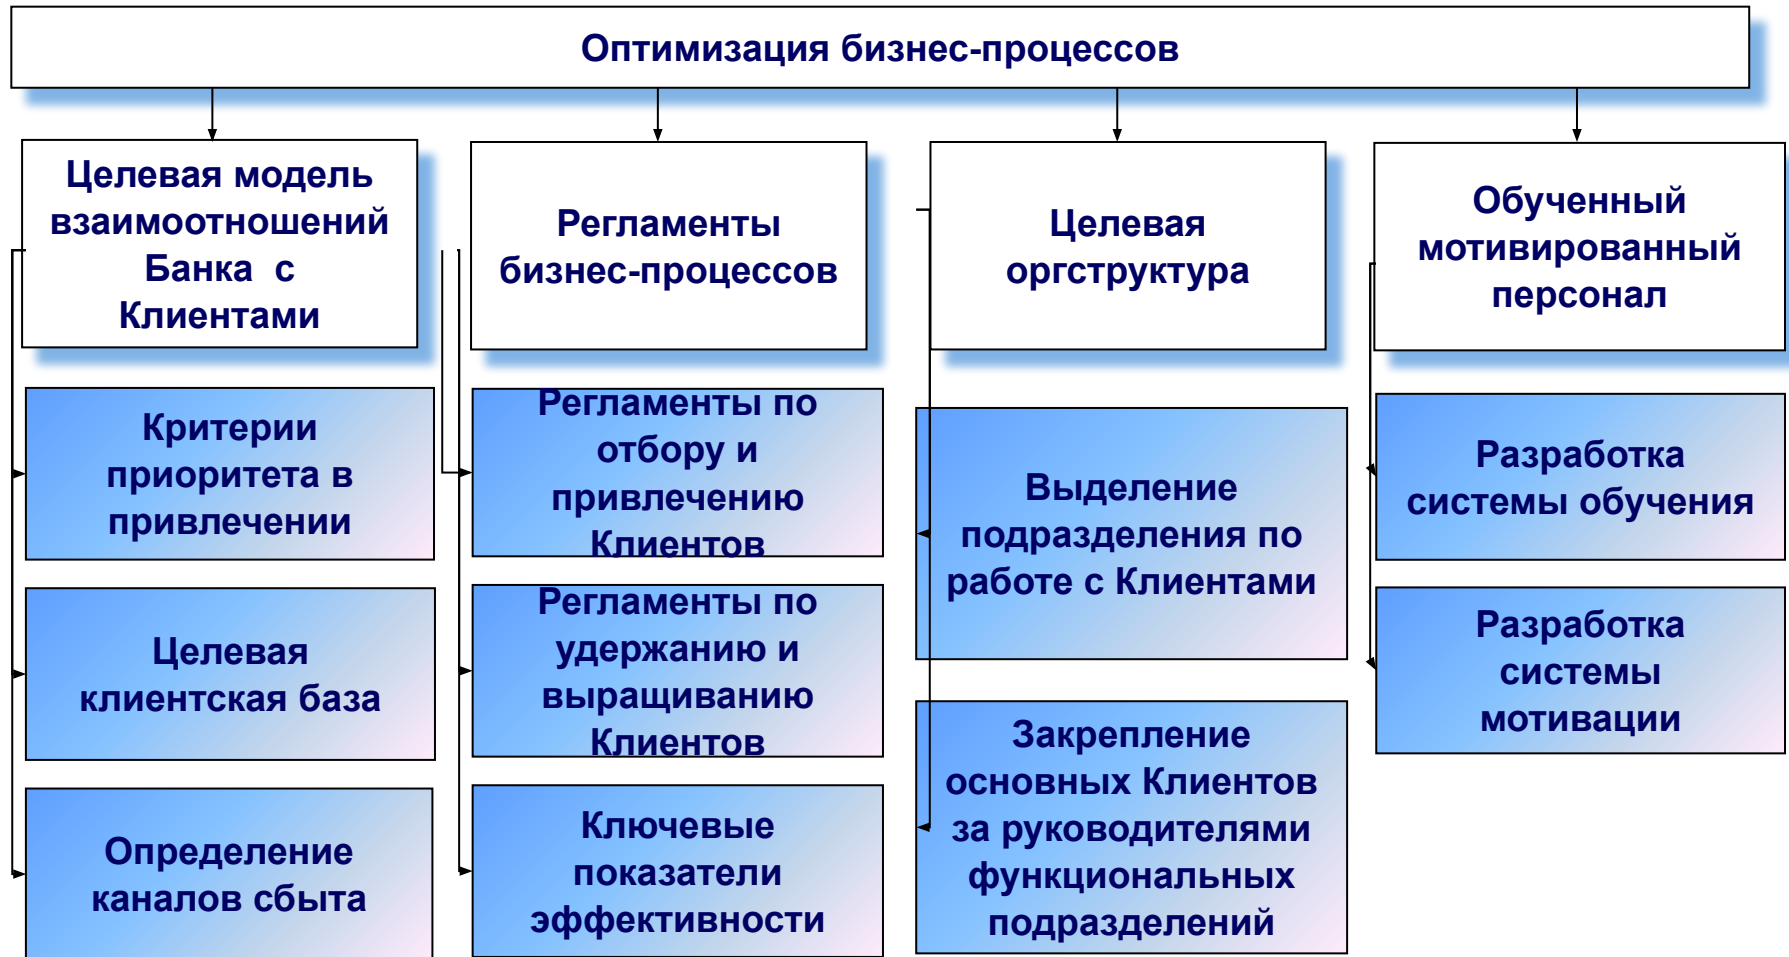 Оптимизация бизнес-процессов
Целевая модель
взаимоотношений
Банка с
Клиентами
Регламенты
бизнес-процессов
Целевая
оргструктура
Обученный
мотивированный
персонал
Критерии
приоритета в
привлечении
Целевая
клиентская база
Определение
каналов сбыта
Регламенты по
отбору и
привлечению
Клиентов
Регламенты по
удержанию и
выращиванию
Клиентов
Ключевые
показатели
эффективности
Выделение
подразделения по
работе с Клиентами
Закрепление
основных Клиентов
за руководителями
функциональных
подразделений
Разработка
системы обучения
Разработка
системы
мотивации